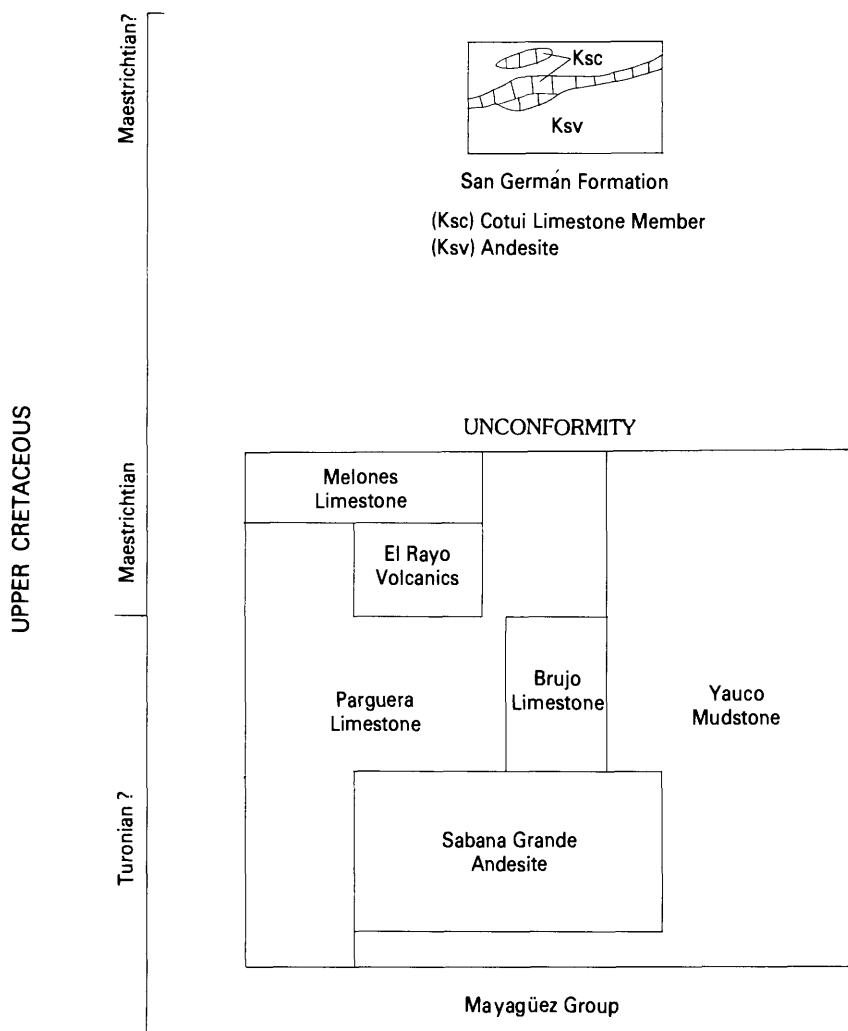 UPPER CRETACEOUS
Maestrichtian?
Ksc
Ksv
San Germán Formation
(Ksc) Cotui Limestone Member
(Ksv) Andesite
UNCONFORMITY
Maestrichtian
Melones
Limestone
El Rayo
Volcanics
Turonian ?
Parguera
Limestone
Brujo
Limestone
Yauco
Mudstone
Sabana Grande
Andesite
Mayagüez Group